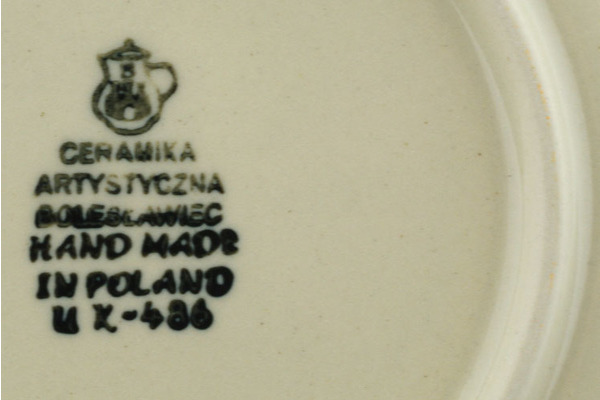 CERAMIKA
ARTYSTYCZNA
BOLESŁAWIEC
HAND MADE
IN POLAND
U X-486